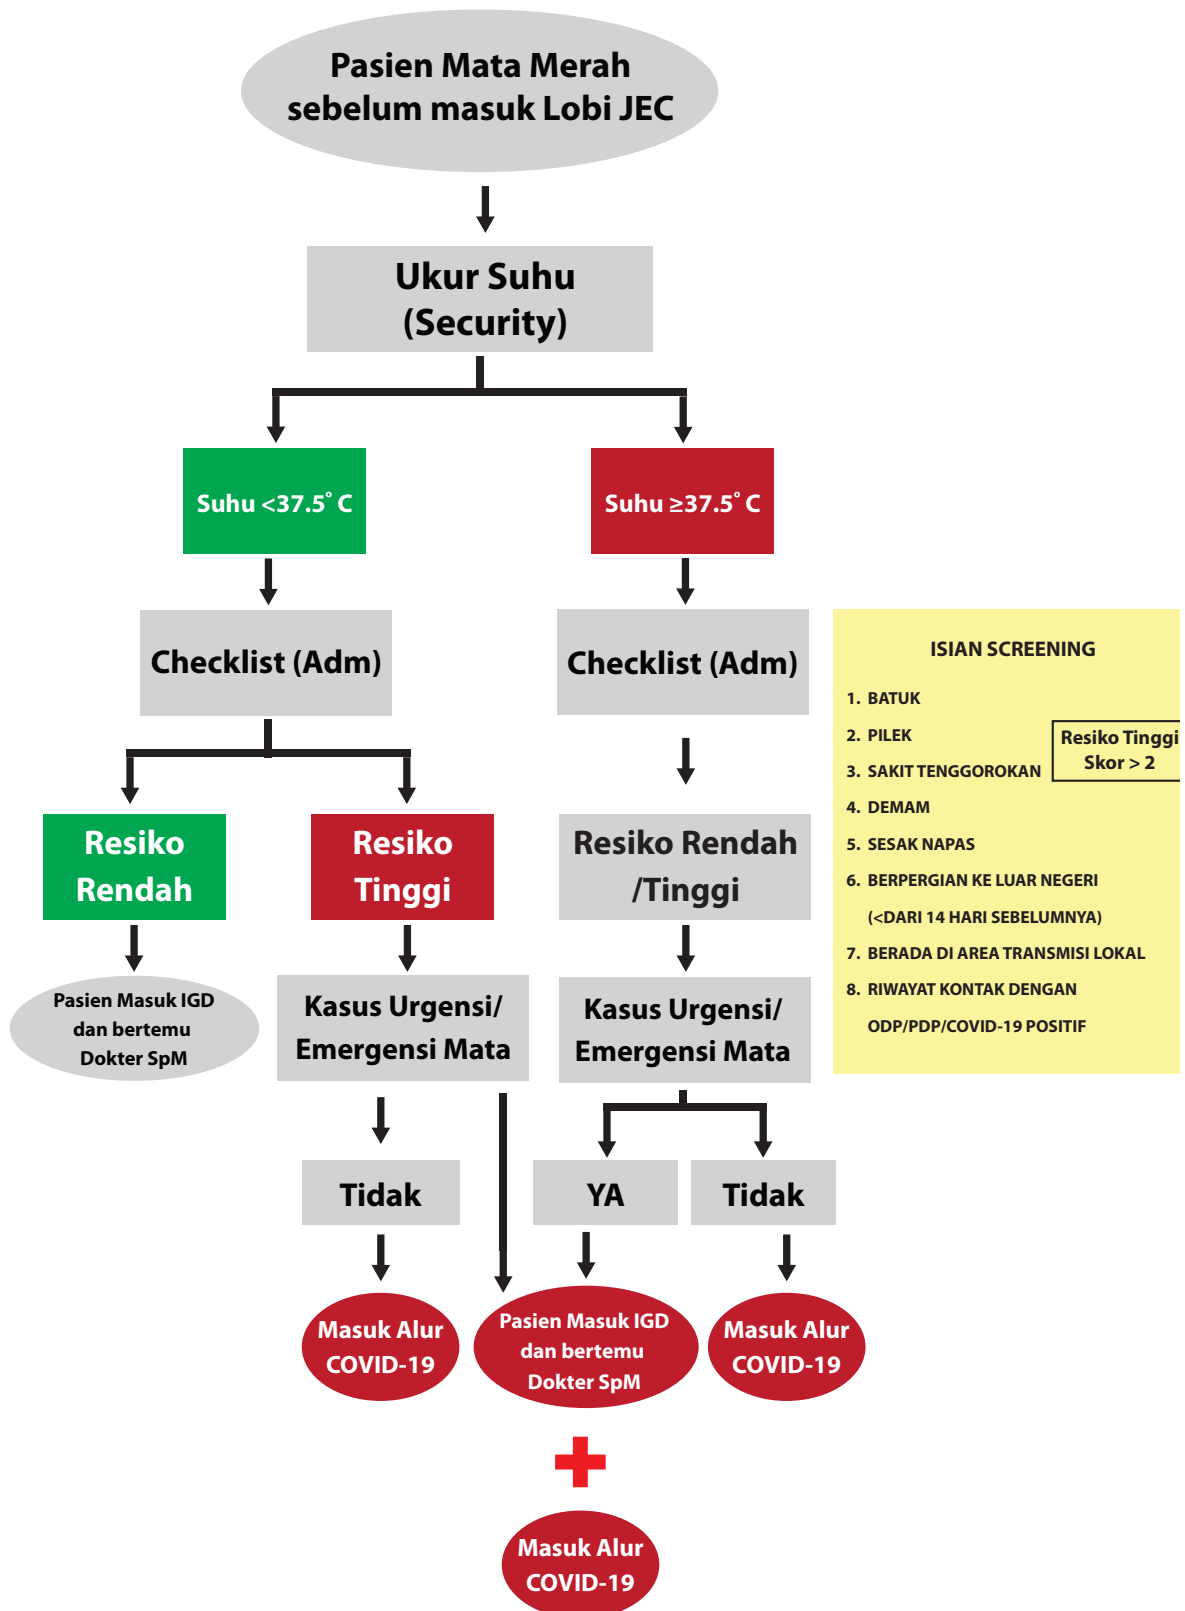 Pasien Mata Merah
sebelum masuk Lobi JEC
Ukur Suhu
(Security)
Suhu <37.5° C
Suhu ≥37.5° C
Checklist (Adm)
Checklist (Adm)
ISIAN SCREENING
1. BATUK
2. PILEK
3. SAKIT TENGGOROKAN
4. DEMAM
5. SESAK NAPAS
6. BERPERGIAN KE LUAR NEGERI
(<DARI 14 HARI SEBELUMNYA)
7. BERADA DI AREA TRANSMISI LOKAL
8. RIWAYAT KONTAK DENGAN
ODP/PDP/COVID-19 POSITIF
Resiko Tinggi
Skor > 2
Resiko
Rendah
Resiko
Tinggi
Resiko Rendah
/Tinggi
Pasien Masuk IGD
dan bertemu
Dokter SpM
Kasus Urgensi/
Emergensi Mata
Kasus Urgensi/
Emergensi Mata
Tidak
YA
Tidak
Masuk Alur
COVID-19
Pasien Masuk IGD
dan bertemu
Dokter SpM
Masuk Alur
COVID-19
Masuk Alur
COVID-19